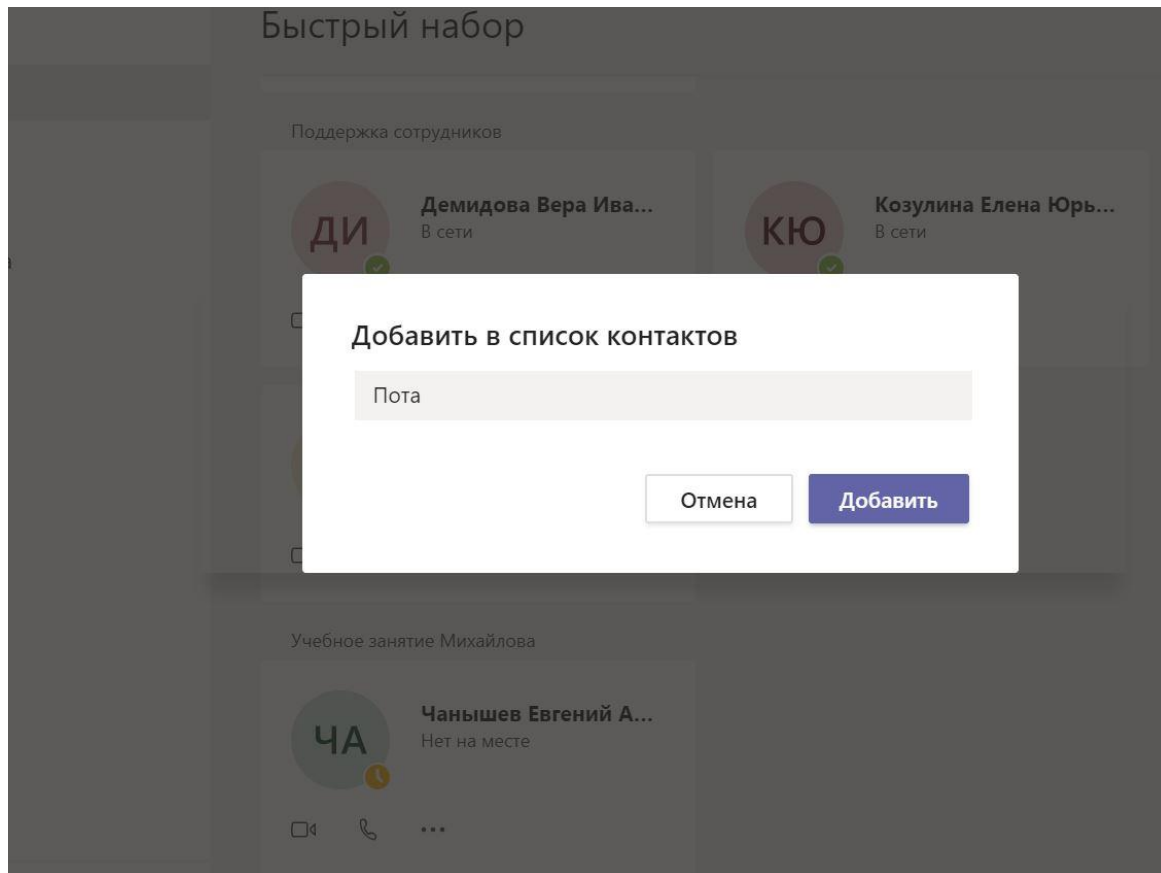 Быстрый набор
Поддержка сотрудников
ДИ
Демидова Вера Ива...
В сети
КЮ
Козулина Елена Юрь...
В сети
а
Добавить в список контактов
Пота
Отмена
Добавить
Учебное занятие Михайлова
ЧА
Чанышев Евгений А...
Нет на месте